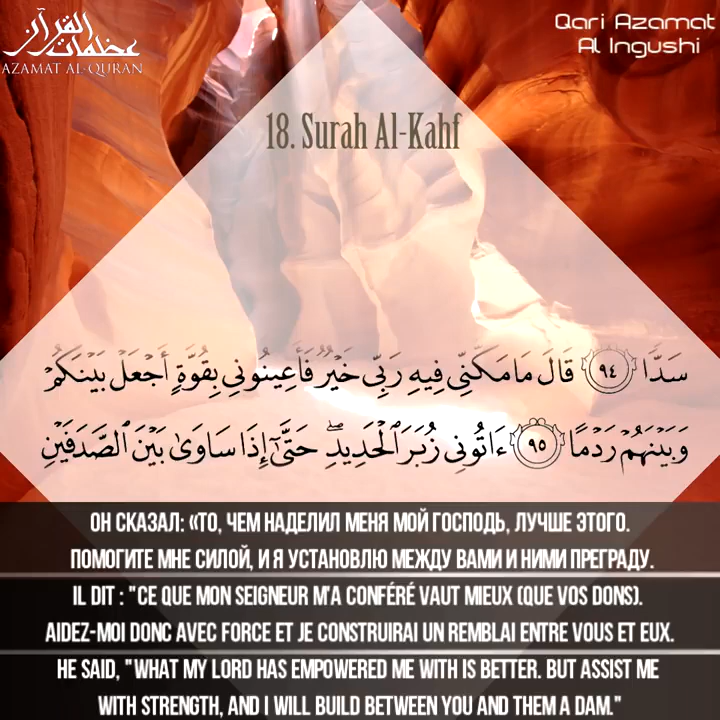 عظمات القرآن
AZAMAT AL-QURAN
Qari Azamat
Al Ingushi
18. Surah Al-Kahf
سَدًّا ﴿٩٤﴾ قَالَ مَا مَكَّنِّى فِيهِ رَبِّى خَيْرٌ فَأَعِينُونِى بِقُوَّةٍ أَجْعَلْ بَيْنَكُمْ
وَبَيْنَهُمْ رَدْمًا ﴿٩٥﴾ ءَاتُونِى زُبَرَ ٱلْحَدِيدِ ۖ حَتَّىٰٓ إِذَا سَاوَىٰ بَيْنَ ٱلصَّدَفَيْنِ
ОН СКАЗАЛ: «ТО, ЧЕМ НАДЕЛИЛ МЕНЯ МОЙ ГОСПОДЬ, ЛУЧШЕ ЭТОГО.
ПОМОГИТЕ МНЕ СИЛОЙ, И Я УСТАНОВЛЮ МЕЖДУ ВАМИ И НИМИ ПРЕГРАДУ.
IL DIT : "CE QUE MON SEIGNEUR M'A CONFÉRÉ VAUT MIEUX (QUE VOS DONS).
AIDEZ-MOI DONC AVEC FORCE ET JE CONSTRUIRAI UN REMBLAI ENTRE VOUS ET EUX.
HE SAID, "WHAT MY LORD HAS EMPOWERED ME WITH IS BETTER. BUT ASSIST ME
WITH STRENGTH, AND I WILL BUILD BETWEEN YOU AND THEM A DAM."